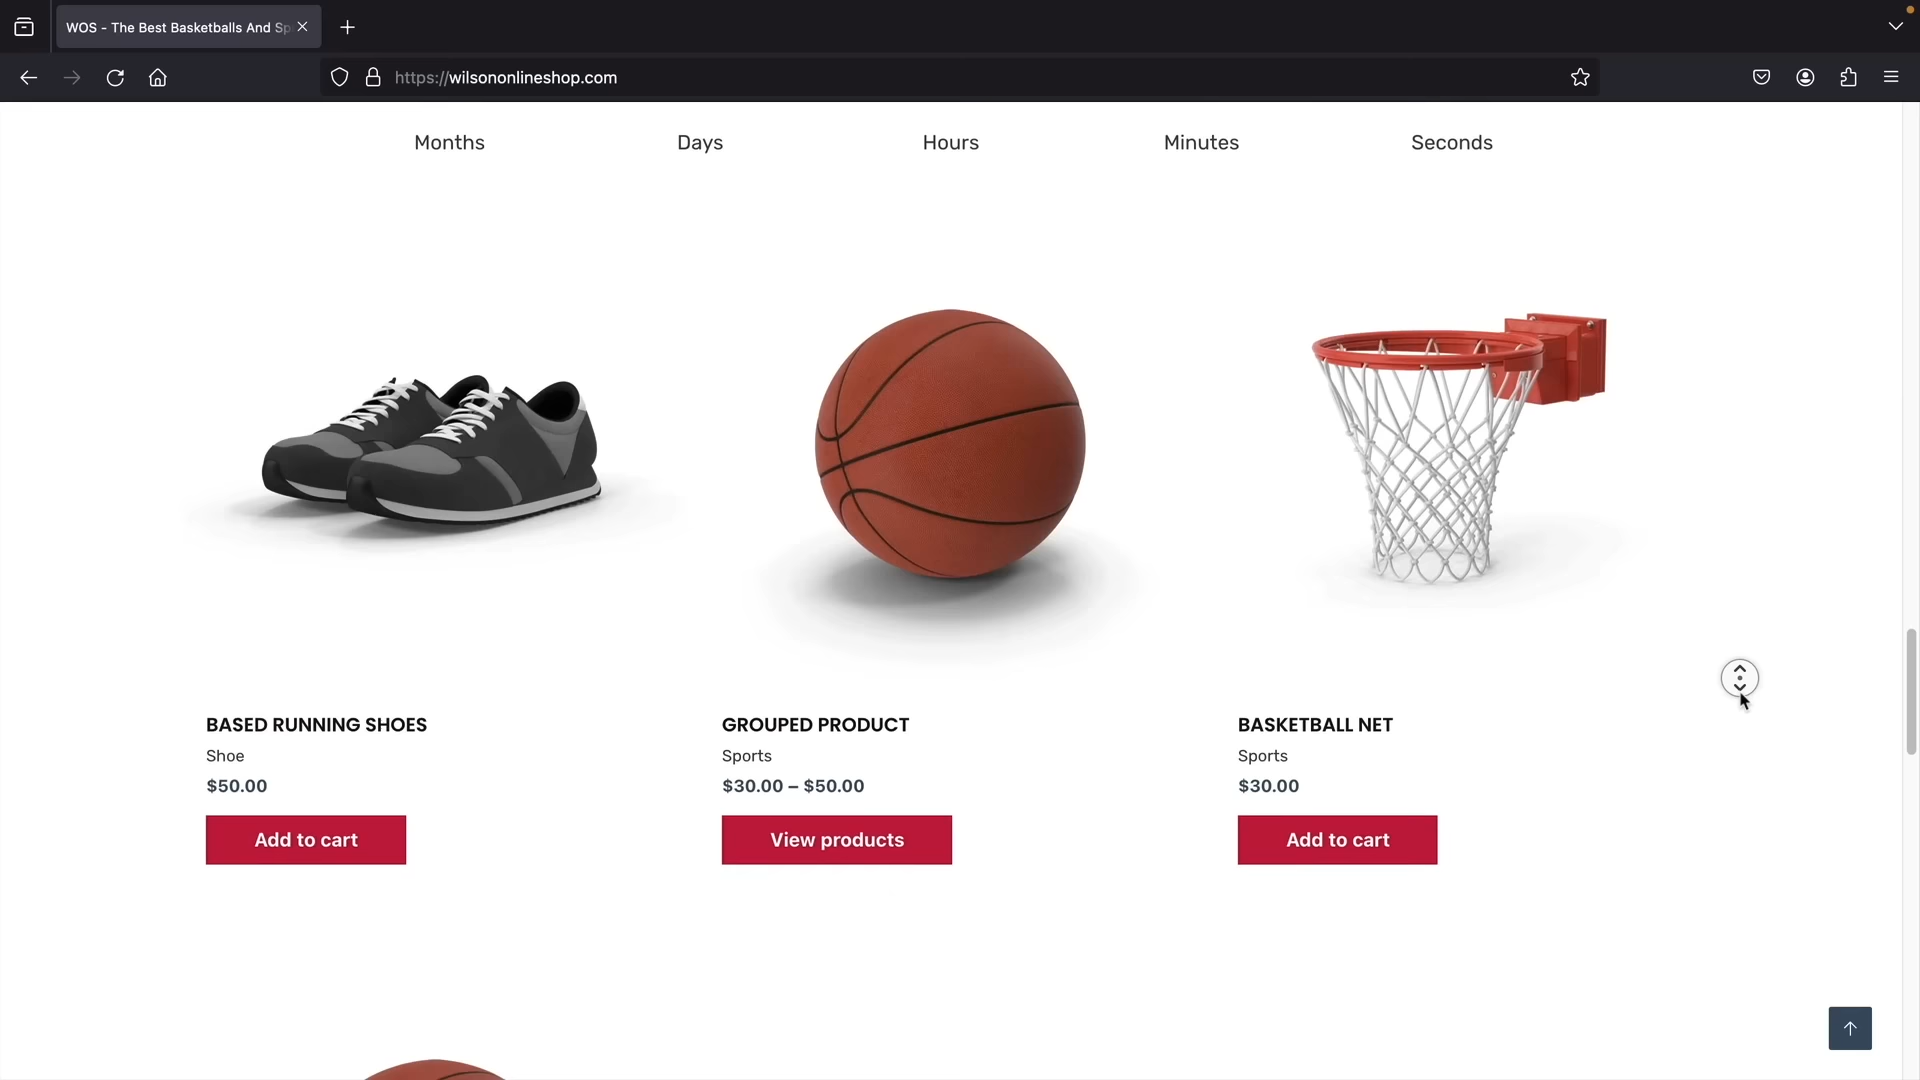 WOS - The Best Basketballs And Sp
https://wilsononlineshop.com
Months Days Hours Minutes Seconds
BASED RUNNING SHOES
Shoe
$50.00
Add to cart
GROUPED PRODUCT
Sports
$30.00 – $50.00
View products
BASKETBALL NET
Sports
$30.00
Add to cart